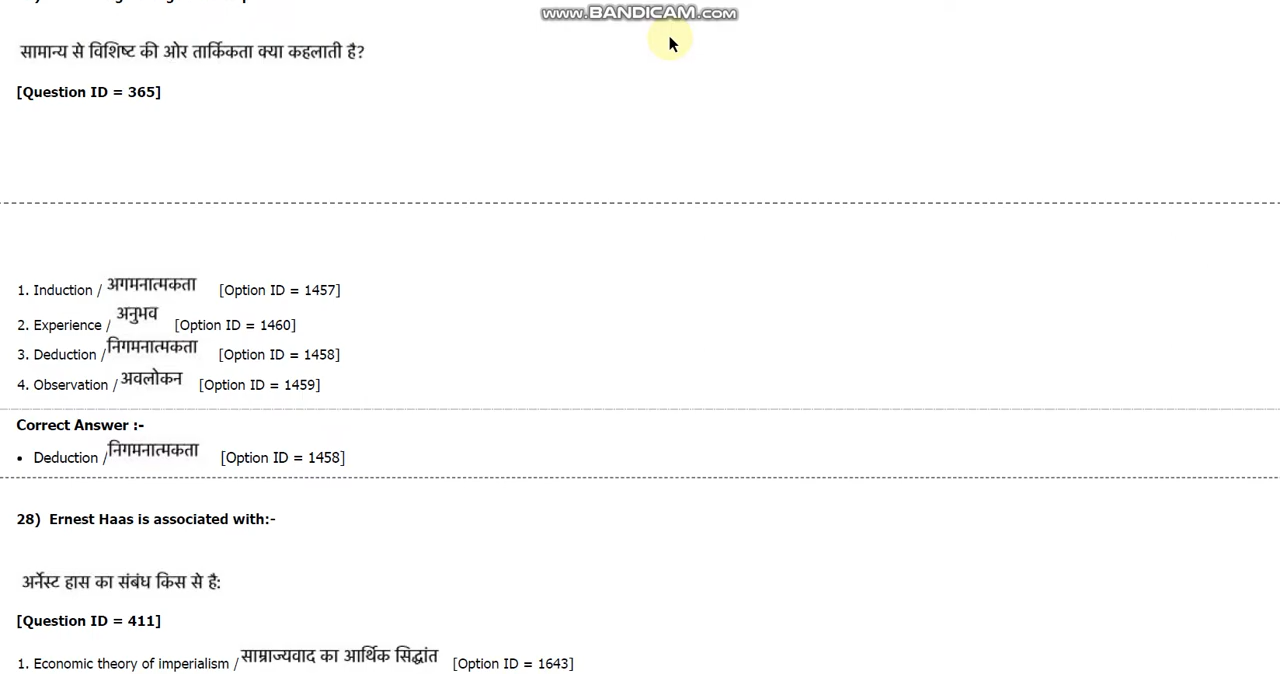 www.BANDICAM.com
सामान्य से विशिष्ट की ओर तार्किकता क्या कहलाती है?
[Question ID = 365]
1. Induction / अगमनात्मकता [Option ID = 1457]
2. Experience / अनुभव [Option ID = 1460]
3. Deduction /निगमनात्मकता [Option ID = 1458]
4. Observation / अवलोकन [Option ID = 1459]
Correct Answer :-
• Deduction /निगमनात्मकता [Option ID = 1458]
28) Ernest Haas is associated with:-
अर्नेस्ट हास का संबंध किस से है:
[Question ID = 411]
1. Economic theory of imperialism / साम्राज्यवाद का आर्थिक सिद्धांत [Option ID = 1643]